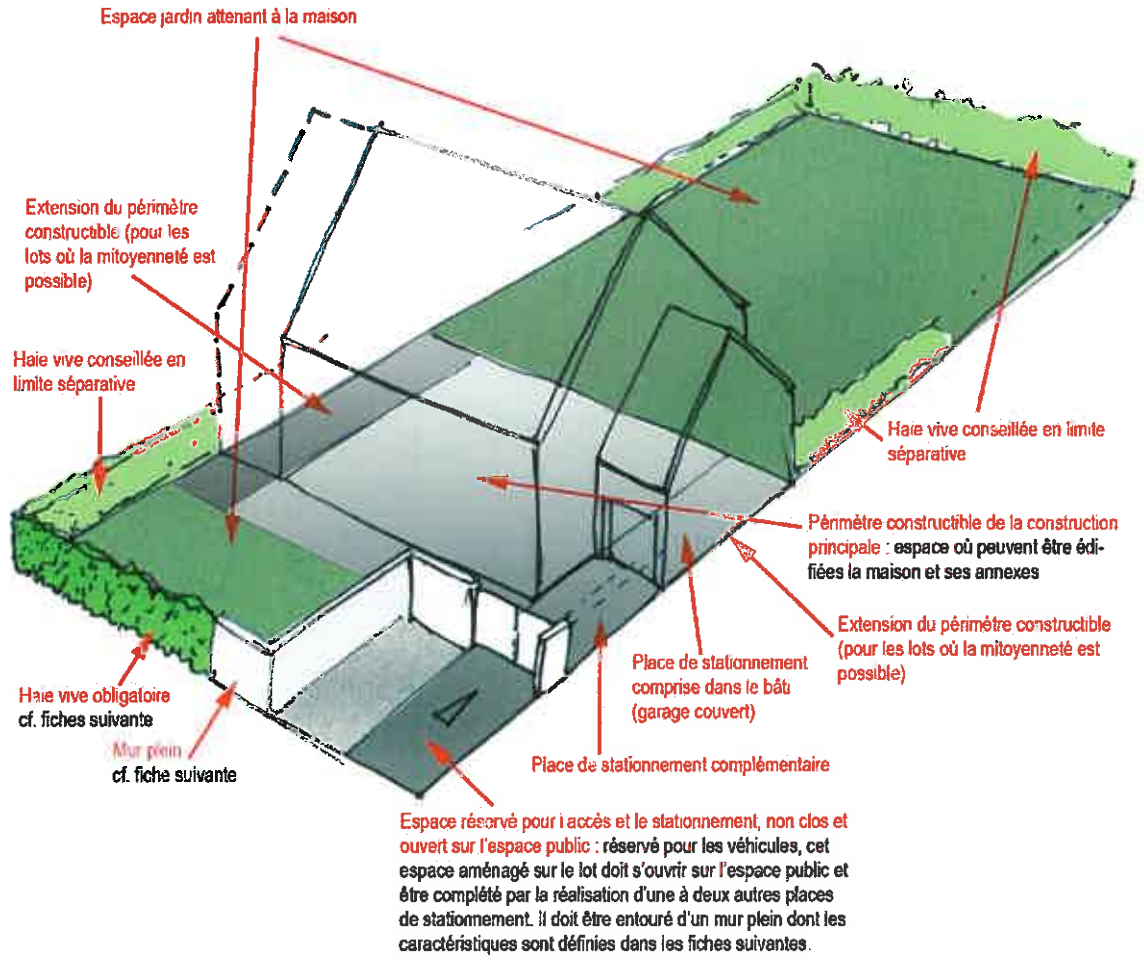 Espace jardin attenant à la maison
Extension du périmètre
constructible (pour les
lots où la mitoyenneté est
possible)
Haie vive conseillée en
limite séparative
Haie vive conseillée en limite
séparative
Périmètre constructible de la construction
principale : espace où peuvent être édi-
fiées la maison et ses annexes
Extension du périmètre constructible
(pour les lots où la mitoyenneté est
possible)
Place de stationnement
comprise dans le bâti
(garage couvert)
Haie vive obligatoire
cf. fiches suivante
Mur plein
cf. fiche suivante
Place de stationnement complémentaire
Espace réservé pour l'accès et le stationnement, non clos et
ouvert sur l'espace public : réservé pour les véhicules, cet
espace aménagé sur le lot doit s'ouvrir sur l'espace public et
être complété par la réalisation d'une à deux autres places
de stationnement. Il doit être entouré d'un mur plein dont les
caractéristiques sont définies dans les fiches suivantes.